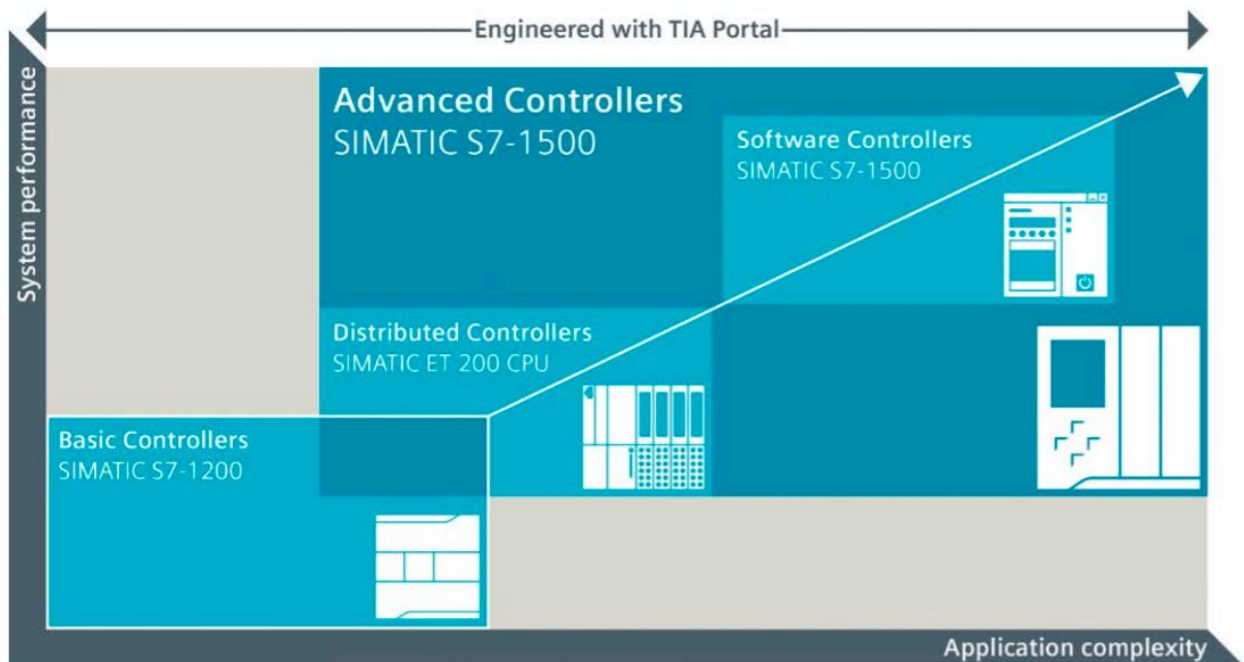 Engineered with TIA Portal
System performance
Advanced Controllers
SIMATIC S7-1500
Software Controllers
SIMATIC S7-1500
Distributed Controllers
SIMATIC ET 200 CPU
Basic Controllers
SIMATIC S7-1200
Application complexity